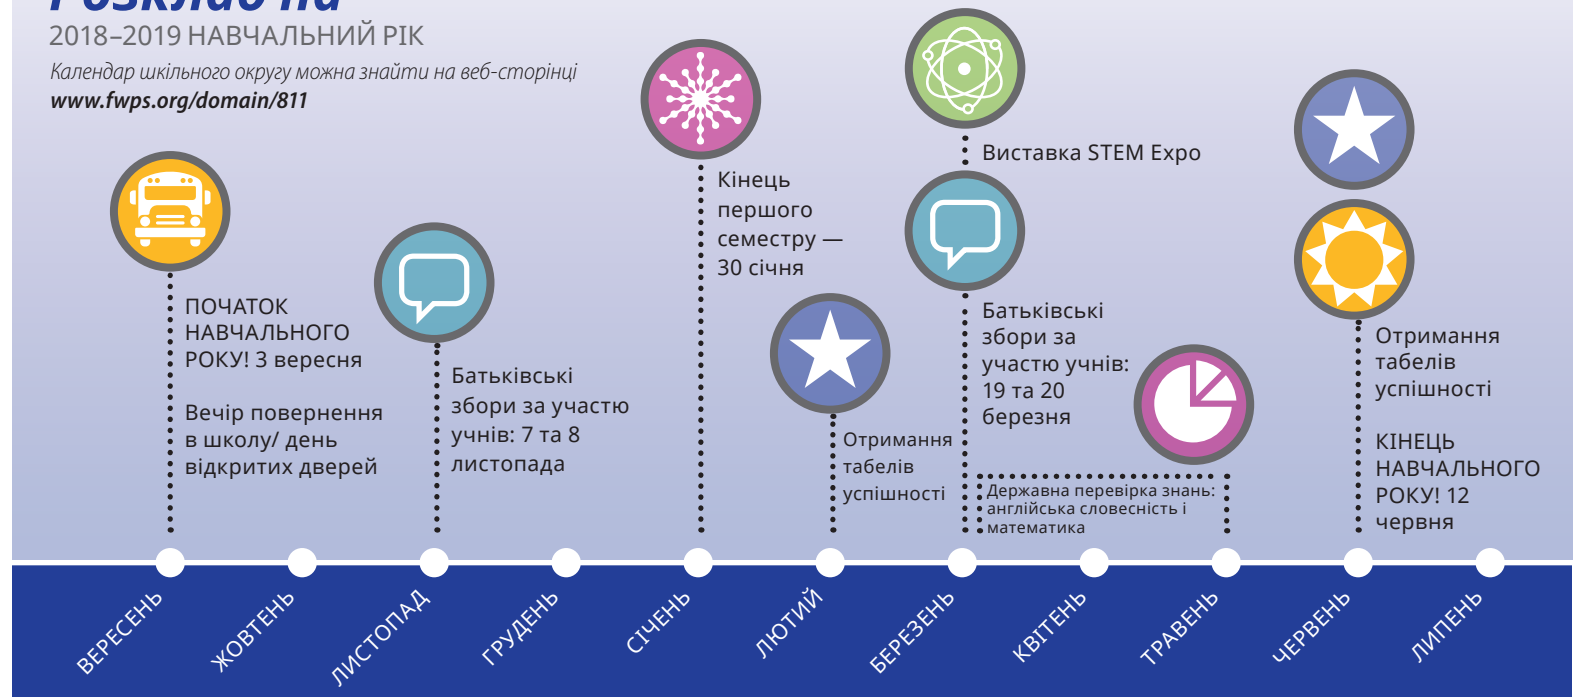 Розклад на
2018–2019 НАВЧАЛЬНИЙ РІК
Календар шкільного округу можна знайти на веб-сторінці
www.fwps.org/domain/811
ПОЧАТОК
НАВЧАЛЬНОГО
РОКУ! 3 вересня
Вечір повернення
в школу/ день
відкритих дверей
Батьківські
збори за участю
учнів: 7 та 8
листопада
Кінець
першого
семестру —
30 січня
Отримання
табелів
успішності
Виставка STEM Expo
Батьківські
збори за
участю учнів:
19 та 20
березня
Державна перевірка знань:
англійська словесність і
математика
Отримання
табелів
успішності
КІНЕЦЬ
НАВЧАЛЬНОГО
РОКУ! 12
червня
ВЕРЕСЕНЬ
ЖОВТЕНЬ
ЛИСТОПАД
ГРУДЕНЬ
СІЧЕНЬ
ЛЮТИЙ
БЕРЕЗЕНЬ
КВІТЕНЬ
ТРАВЕНЬ
ЧЕРВЕНЬ
ЛИПЕНЬ